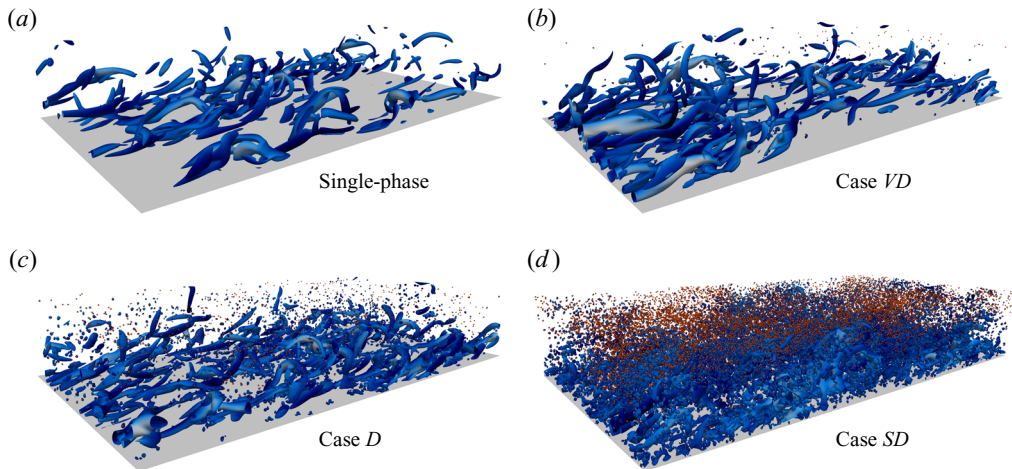 (a)
Single-phase
(b)
Case VD
(c)
Case D
(d)
Case SD